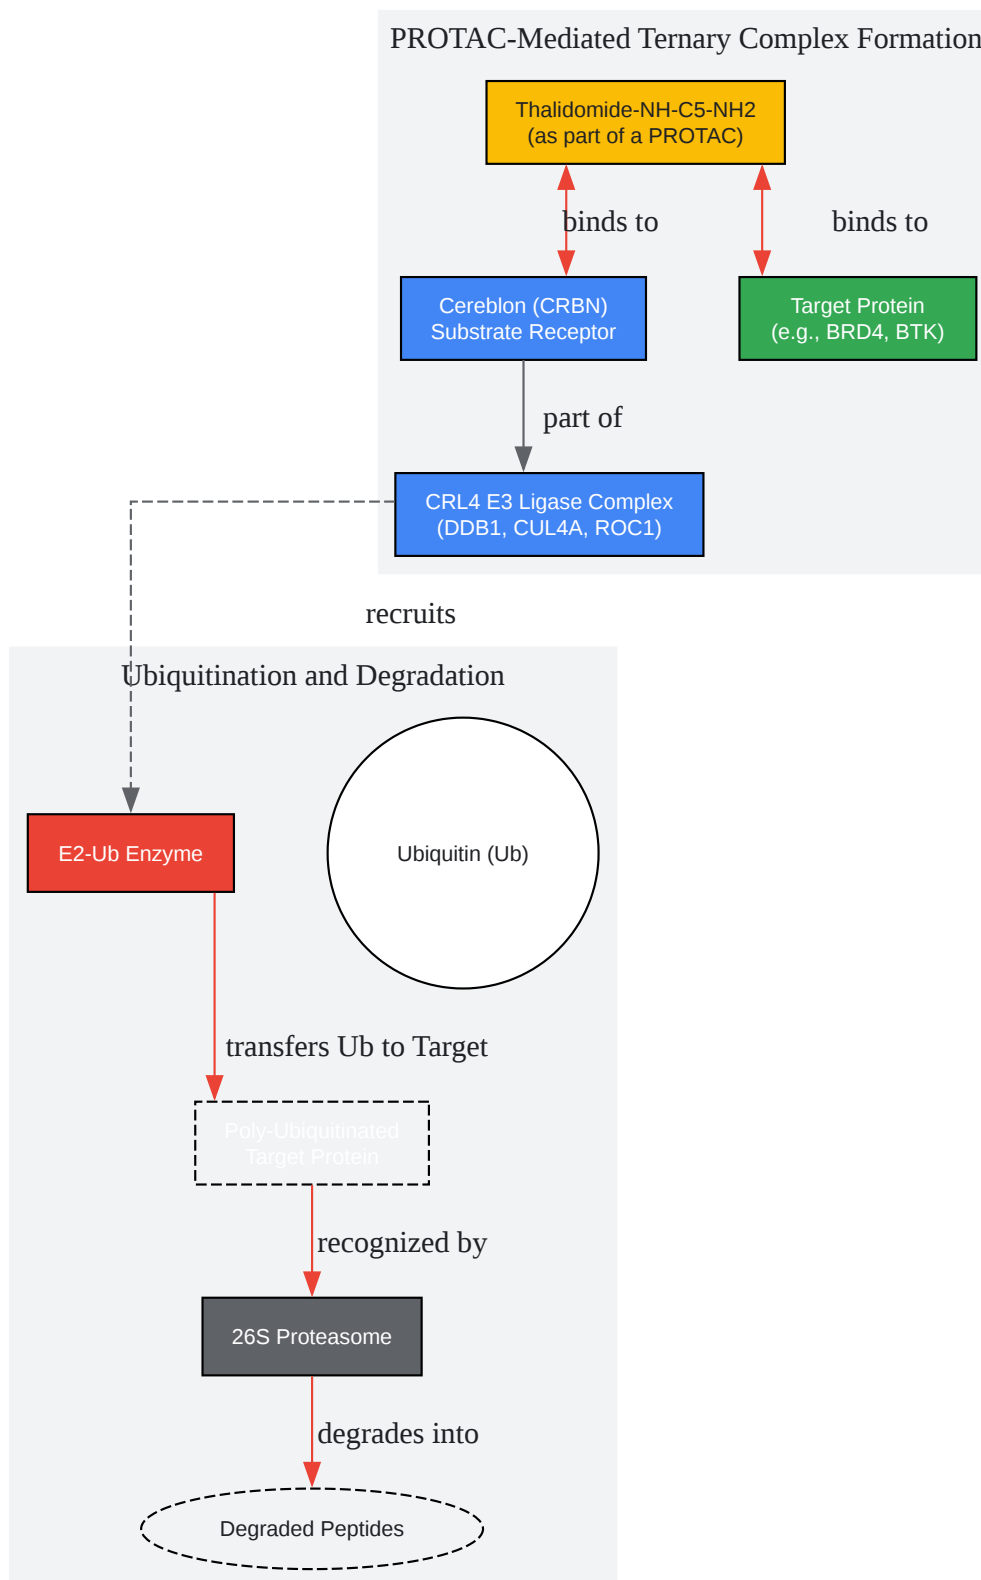 PROTAC-Mediated Ternary Complex Formation
Thalidomide-NH-C5-NH2
(as part of a PROTAC)
binds to
binds to
Cereblon (CRBN)
Substrate Receptor
Target Protein
(e.g., BRD4, BTK)
part of
CRL4 E3 Ligase Complex
(DDB1, CUL4A, ROC1)
recruits
Ubiquitination and Degradation
E2-Ub Enzyme
Ubiquitin (Ub)
transfers Ub to Target
Poly-Ubiquitinated
Target Protein
recognized by
26S Proteasome
degrades into
Degraded Peptides